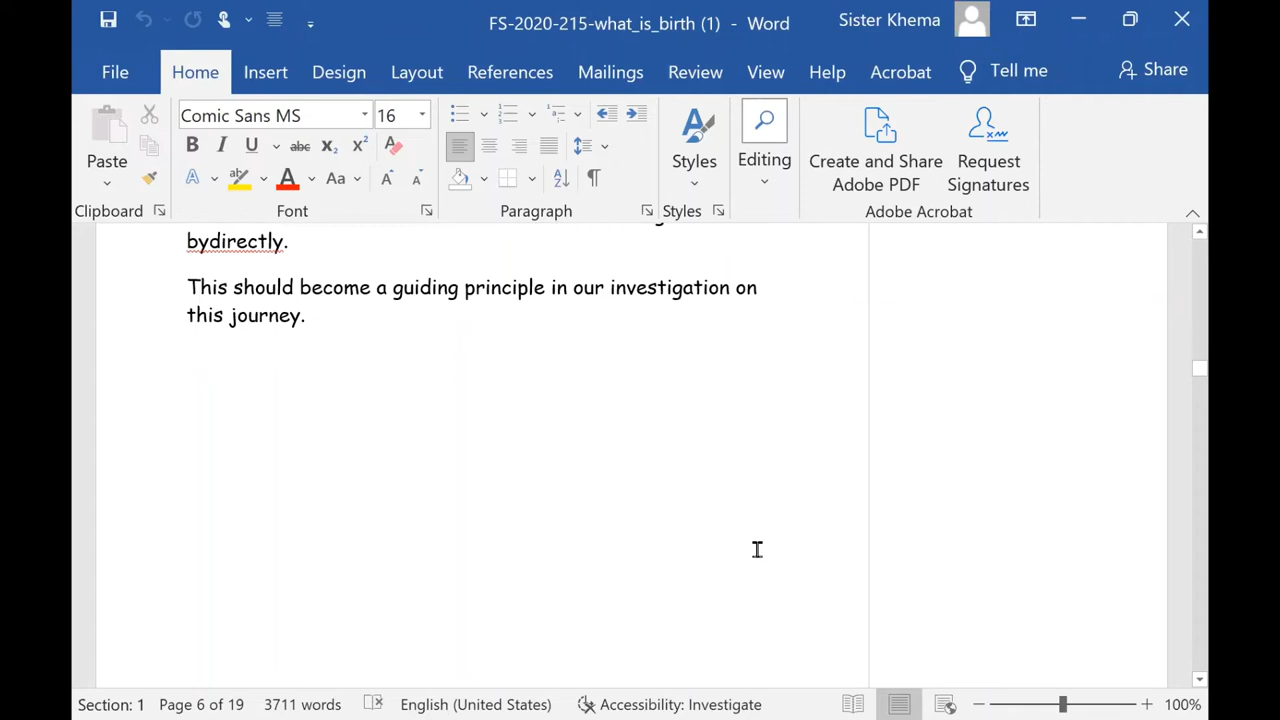 FS-2020-215-what_is_birth (1) - Word
Sister Khema
File Home Insert Design Layout References Mailings Review View Help Acrobat Tell me Share
Comic Sans MS 16
Paste
Styles
Editing
Create and Share Adobe PDF
Request Signatures
Clipboard Font Paragraph Styles Adobe Acrobat
bydirectly.
This should become a guiding principle in our investigation on
this journey.
Section: 1 Page 6 of 19 3711 words English (United States) Accessibility: Investigate 100%